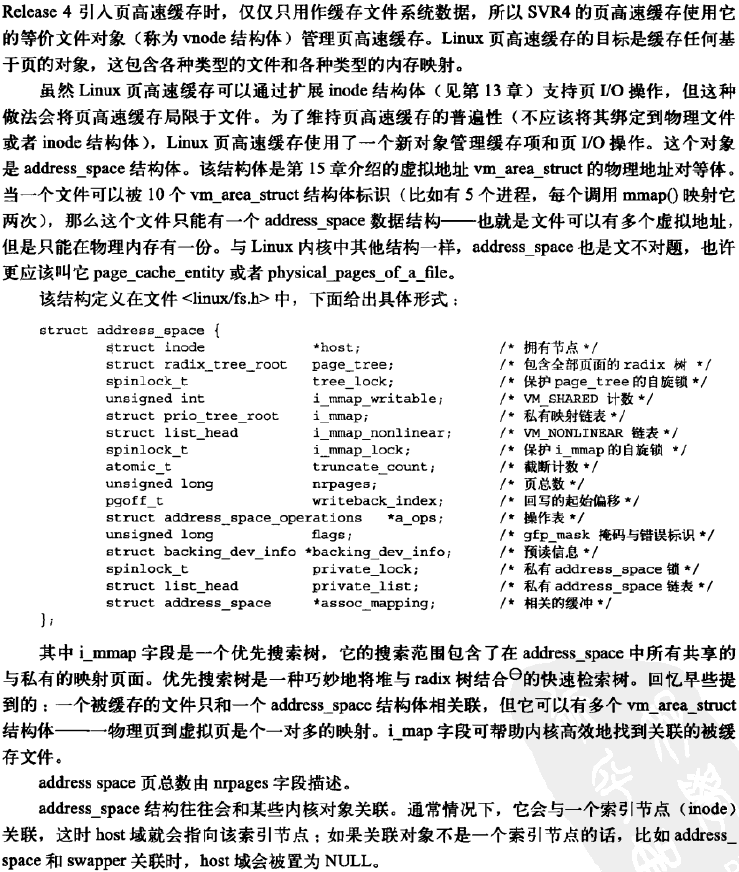 Release 4 引入页高速缓存时，仅仅只用作缓存文件系统数据，所以 SVR4 的页高速缓存使用它
的等价文件对象（称为 vnode 结构体）管理页高速缓存。Linux 页高速缓存的目标是缓存任何基
于页的对象，这包含各种类型的文件和各种类型的内存映射。
虽然 Linux 页高速缓存可以通过扩展 inode 结构体（见第 13 章）支持页 I/O 操作，但这种
做法会将页高速缓存局限于文件。为了维持页高速缓存的普遍性（不应该将其绑定到物理文件
或者 inode 结构体），Linux 页高速缓存使用了一个新对象管理缓存项和页 I/O 操作。这个对象
是 address_space 结构体。该结构体是第 15 章介绍的虚拟地址 vm_area_struct 的物理地址对等体。
当一个文件可以被 10 个 vm_area_struct 结构体标识（比如有 5 个进程，每个调用 mmap() 映射它
两次），那么这个文件只能有一个 address_space 数据结构——也就是文件可以有多个虚拟地址，
但是只能在物理内存有一份。与 Linux 内核中其他结构一样，address_space 也是文不对题，也许
更应该叫它 page_cache_entity 或者 physical_pages_of_a_file。
该结构定义在文件 <linux/fs.h> 中，下面给出具体形式：
struct address_space {
struct inode *host; /* 拥有节点 */
struct radix_tree_root page_tree; /* 包含全部页面的 radix 树 */
spinlock_t tree_lock; /* 保护 page_tree 的自旋锁 */
unsigned int i_mmap_writable; /* VM_SHARED 计数 */
struct prio_tree_root i_mmap; /* 私有映射链表 */
struct list_head i_mmap_nonlinear; /* VM_NONLINEAR 链表 */
spinlock_t i_mmap_lock; /* 保护 i_mmap 的自旋锁 */
atomic_t truncate_count; /* 截断计数 */
unsigned long nrpages; /* 页总数 */
pgoff_t writeback_index; /* 回写的起始偏移 */
struct address_space_operations *a_ops; /* 操作表 */
unsigned long flags; /* gfp_mask 掩码与错误标识 */
struct backing_dev_info *backing_dev_info; /* 预读信息 */
spinlock_t private_lock; /* 私有 address_space 锁 */
struct list_head private_list; /* 私有 address_space 链表 */
struct address_space *assoc_mapping; /* 相关的缓冲 */
};
其中 i_mmap 字段是一个优先搜索树，它的搜索范围包含了在 address_space 中所有共享的
与私有的映射页面。优先搜索树是一种巧妙地将堆与 radix 树结合㊀的快速检索树。回忆早些提
到的：一个被缓存的文件只和一个 address_space 结构体相关联，但它可以有多个 vm_area_struct
结构体——一物理页到虚拟页是个一对多的映射。i_map 字段可帮助内核高效地找到关联的被缓
存文件。
address space 页总数由 nrpages 字段描述。
address_space 结构往往会和某些内核对象关联。通常情况下，它会与一个索引节点（inode）
关联，这时 host 域就会指向该索引节点；如果关联对象不是一个索引节点的话，比如 address_
space 和 swapper 关联时，host 域会被置为 NULL。